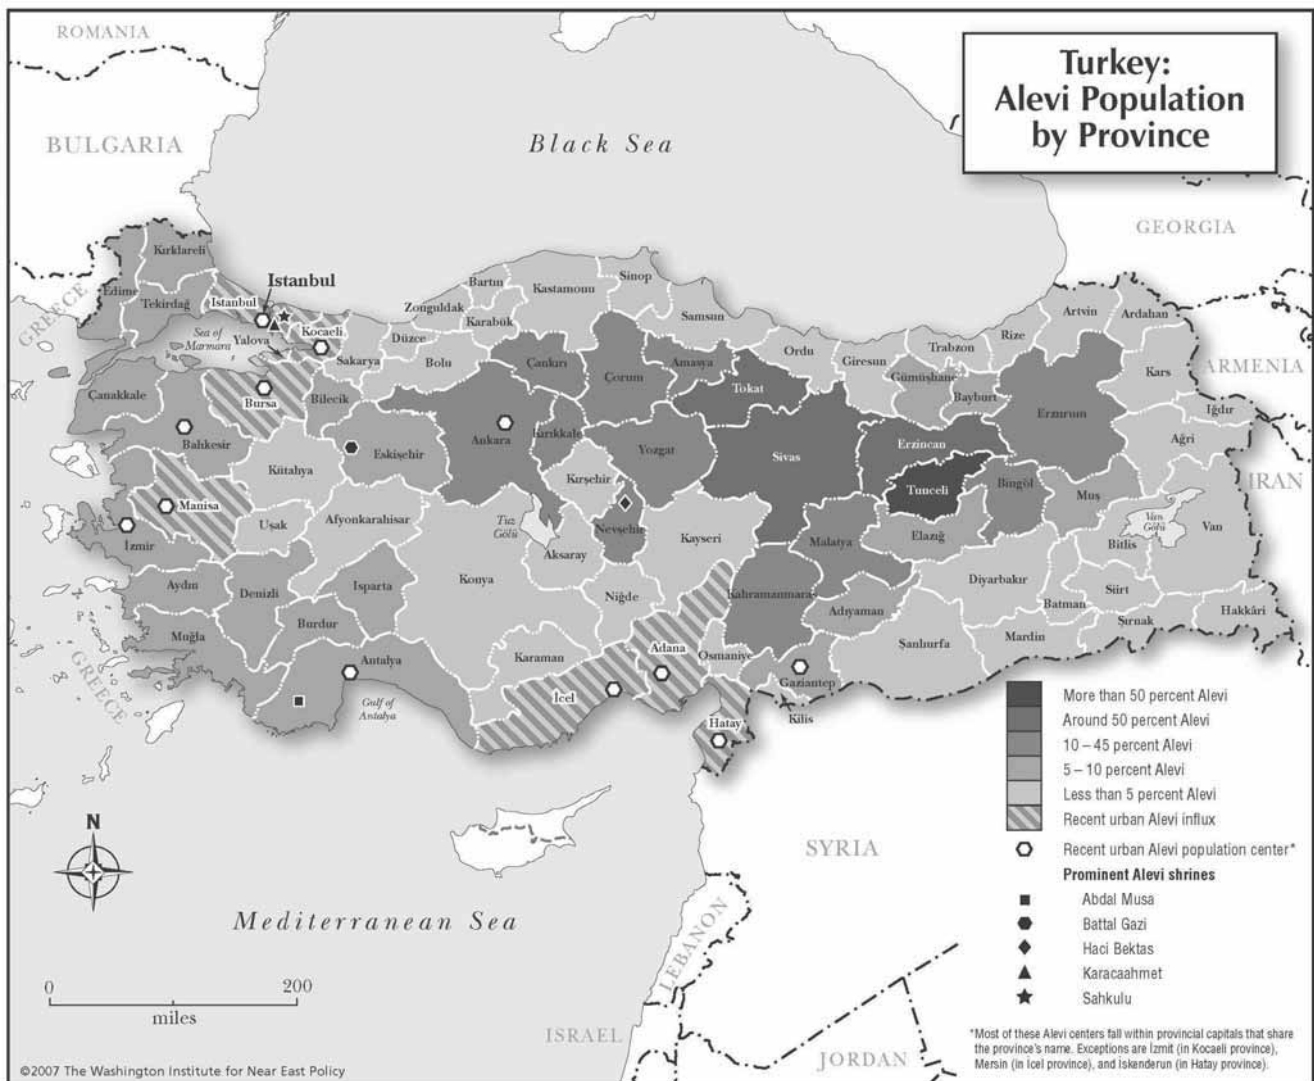 Turkey:
Alevi Population
by Province
ROMANIA
BULGARIA
Black Sea
GEORGIA
GREECE
ARMENIA
IRAN
Kırklareli
Edirne
Tekirdağ
Istanbul
Istanbul
Sea of
Marmara
Yalova
Kocaeli
Sakarya
Düzce
Zonguldak
Bartın
Karabük
Kastamonu
Sinop
Samsun
Bolu
Çankırı
Çorum
Amasya
Tokat
Ordu
Giresun
Trabzon
Gümüşhane
Bayburt
Rize
Artvin
Ardahan
Kars
Iğdır
Erzurum
Ağri
Çanakkale
Bursa
Bilecik
Balıkesir
Kütahya
Eskişehir
Ankara
Kırıkkale
Yozgat
Sivas
Erzincan
Tunceli
Bingöl
Muş
Van
Gölü
Van
Bitlis
Manisa
İzmir
Uşak
Afyonkarahisar
Kırşehir
Tuz
Gölü
Nevşehir
Aksaray
Kayseri
Malatya
Elazığ
Diyarbakır
Batman
Siirt
Şırnak
Hakkâri
Aydın
Denizli
Isparta
Konya
Niğde
Kahramanmaraş
Adıyaman
Şanlıurfa
Mardin
Muğla
Burdur
Antalya
Gulf of
Antalya
Karaman
İçel
Adana
Osmaniye
Gaziantep
Kilis
Hatay
GREECE
More than 50 percent Alevi
Around 50 percent Alevi
10 – 45 percent Alevi
5 – 10 percent Alevi
Less than 5 percent Alevi
Recent urban Alevi influx
Recent urban Alevi population center*
Prominent Alevi shrines
Abdal Musa
Battal Gazi
Haci Bektas
Karacaahmet
Sahkulu
N
SYRIA
Mediterranean Sea
LEBANON
ISRAEL
JORDAN
0 200
miles
*Most of these Alevi centers fall within provincial capitals that share
the province's name. Exceptions are İzmit (in Kocaeli province),
Mersin (in Icel province), and İskenderun (in Hatay province).
©2007 The Washington Institute for Near East Policy